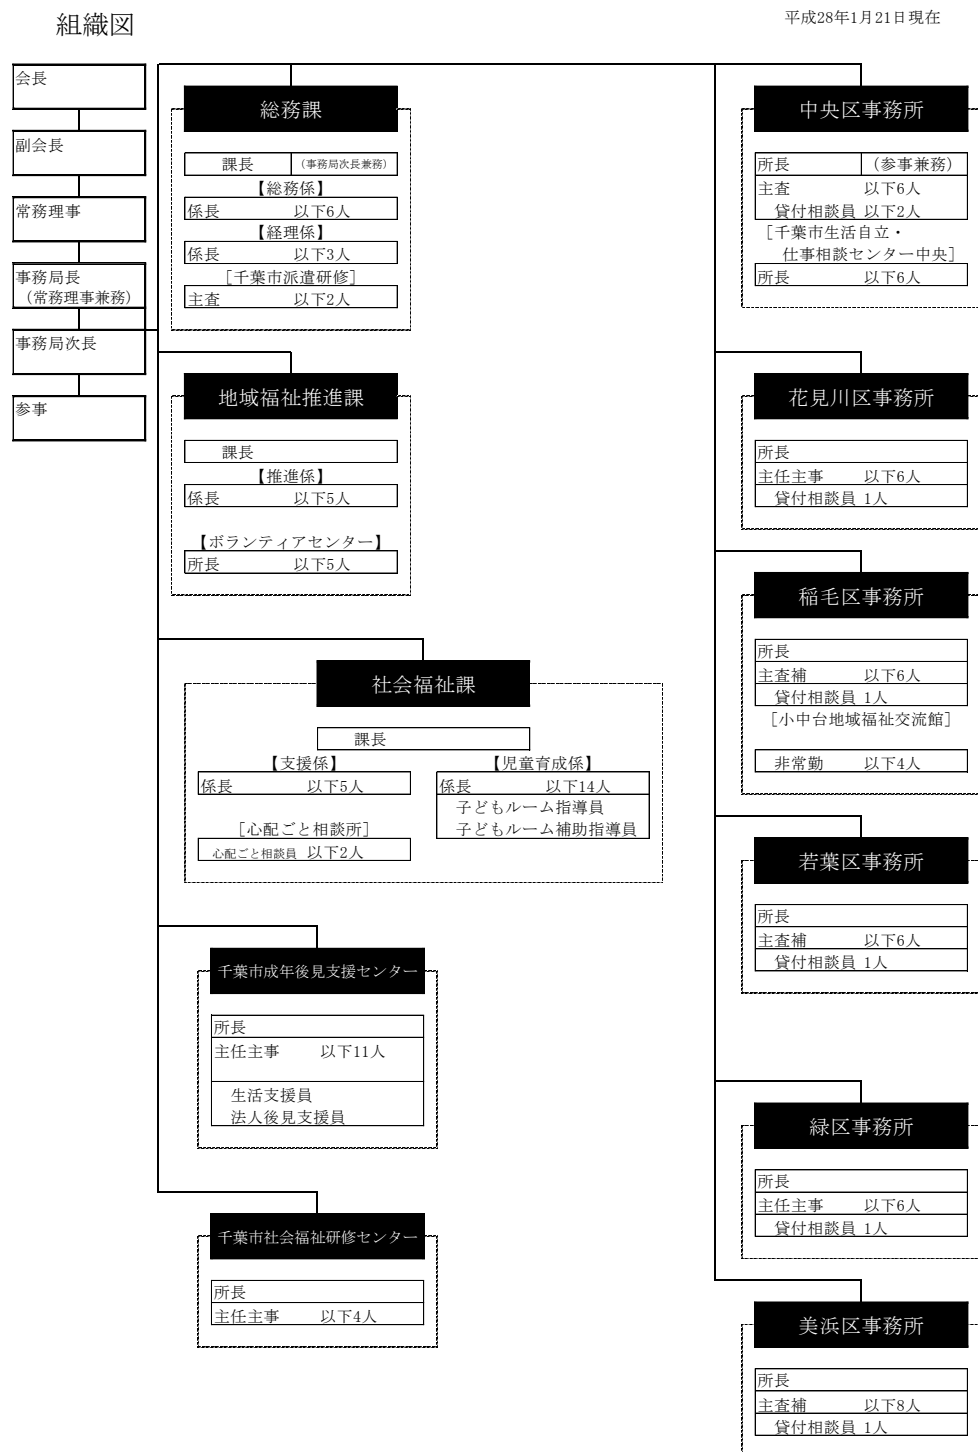 組織図
平成28年1月21日現在
会長
副会長
常務理事
事務局長
(常務理事兼務)
事務局次長
参事
総務課
課長 (事務局次長兼務)
【総務係】
係長 以下6人
【経理係】
係長 以下3人
[千葉市派遣研修]
主査 以下2人
地域福祉推進課
課長
【推進係】
係長 以下5人
【ボランティアセンター】
所長 以下5人
社会福祉課
課長
【支援係】
係長 以下5人
[心配ごと相談所]
心配ごと相談員 以下2人
【児童育成係】
係長 以下14人
子どもルーム指導員
子どもルーム補助指導員
千葉市成年後見支援センター
所長
主任主事 以下11人
生活支援員
法人後見支援員
千葉市社会福祉研修センター
所長
主任主事 以下4人
中央区事務所
所長 (参事兼務)
主査 以下6人
貸付相談員 以下2人
[千葉市生活自立・
仕事相談センター中央]
所長 以下6人
花見川区事務所
所長
主任主事 以下6人
貸付相談員 1人
稲毛区事務所
所長
主査補 以下6人
貸付相談員 1人
[小中台地域福祉交流館]
非常勤 以下4人
若葉区事務所
所長
主査補 以下6人
貸付相談員 1人
緑区事務所
所長
主任主事 以下6人
貸付相談員 1人
美浜区事務所
所長
主査補 以下8人
貸付相談員 1人